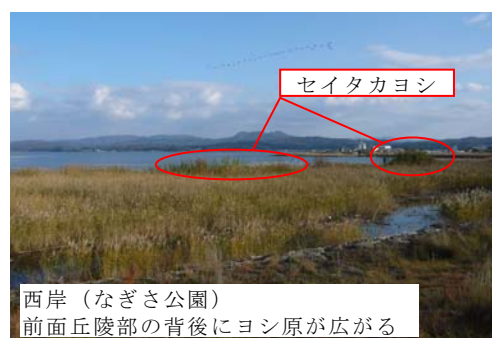 セイタカヨシ
西岸（なぎさ公園）
前面丘陵部の背後にヨシ原が広がる